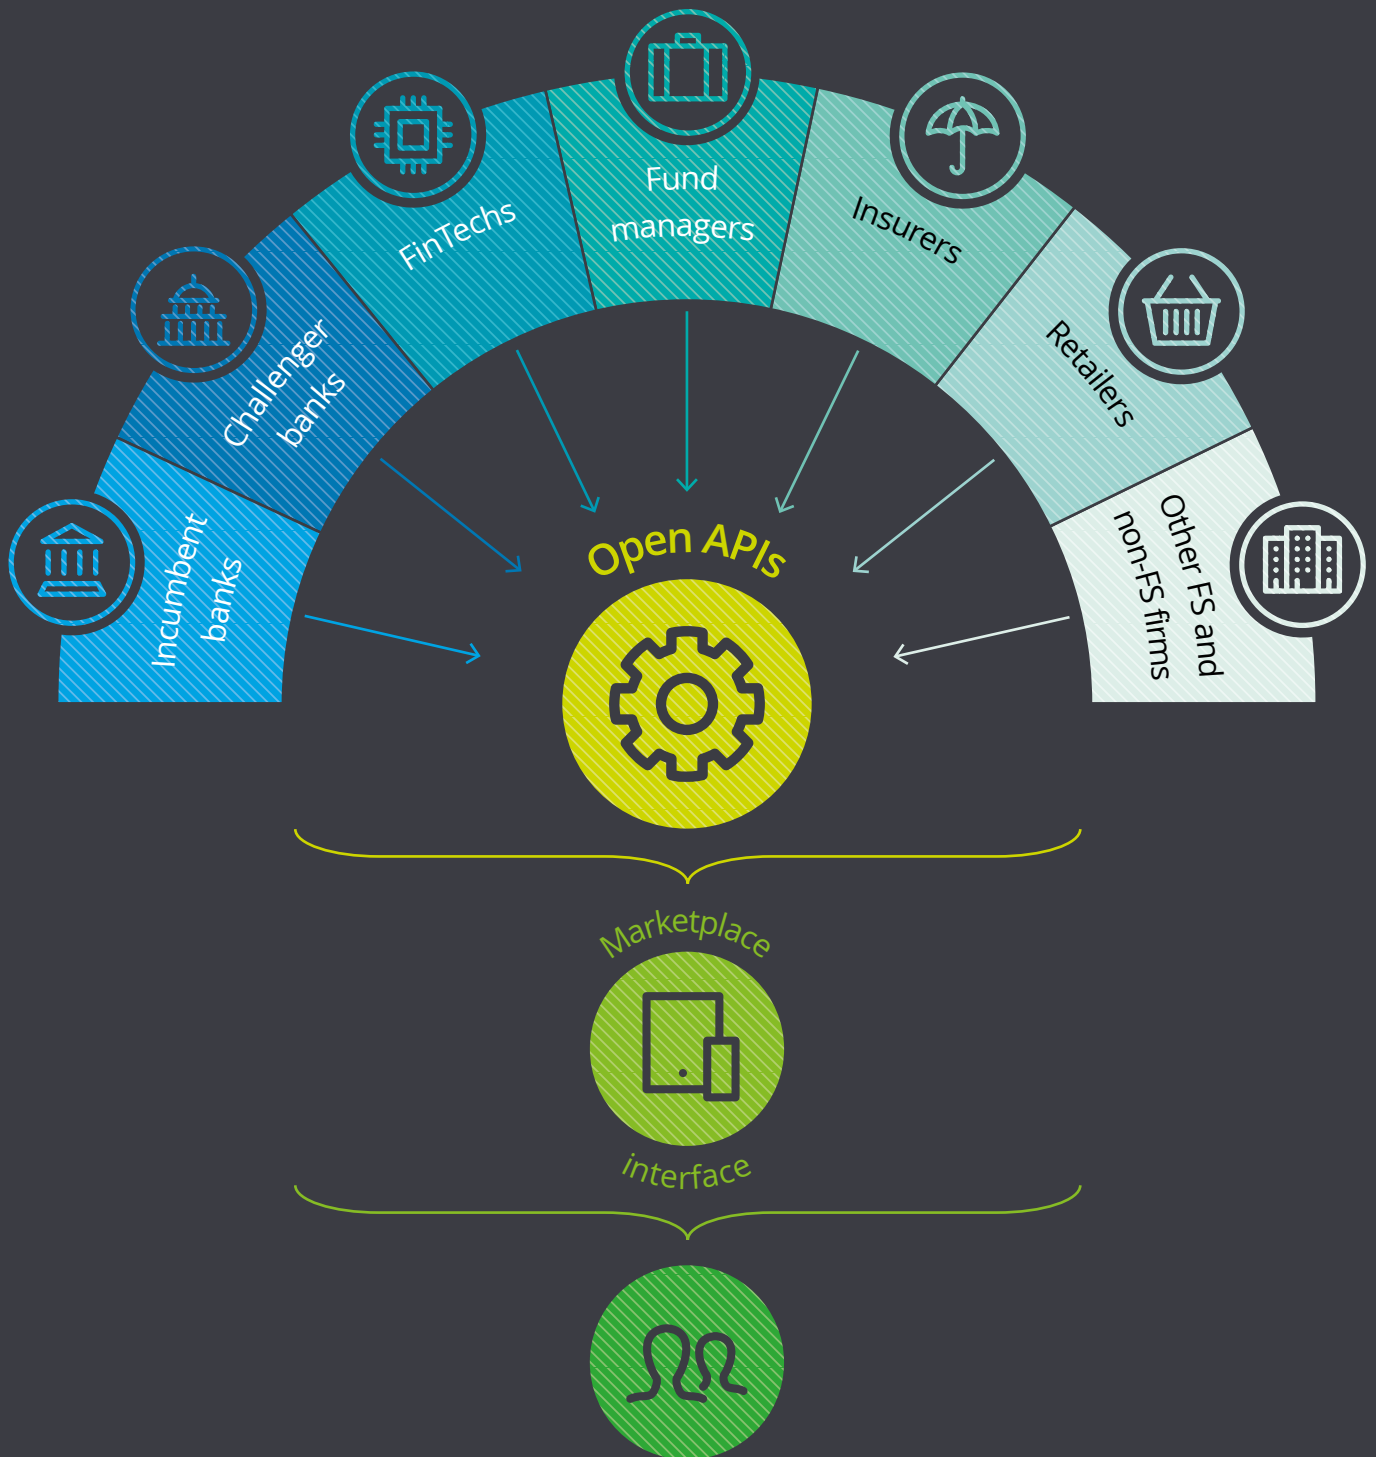 Incumbent
banks
Challenger
banks
FinTechs
Fund
managers
Insurers
Retailers
Other FS and
non-FS firms
Open APIs
Marketplace
interface